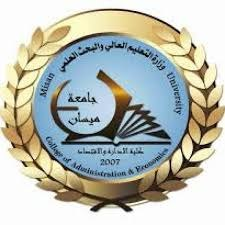 وزارة التعليم العالي والبحث العلمي
Misan University
جامعة
ميسان
كلية الادارة والاقتصاد
2007
College of Administration & Economics